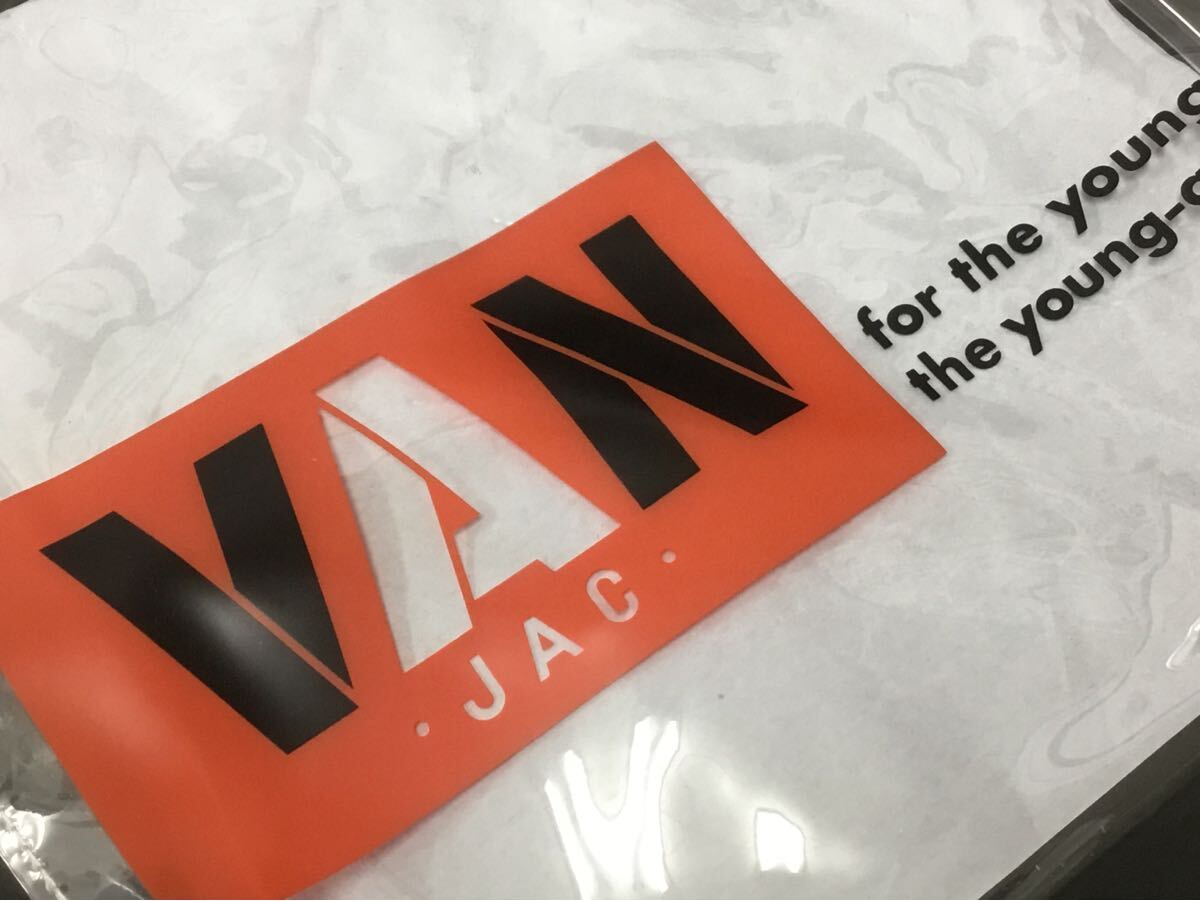 VAN
·JAC·
for the young
the young-